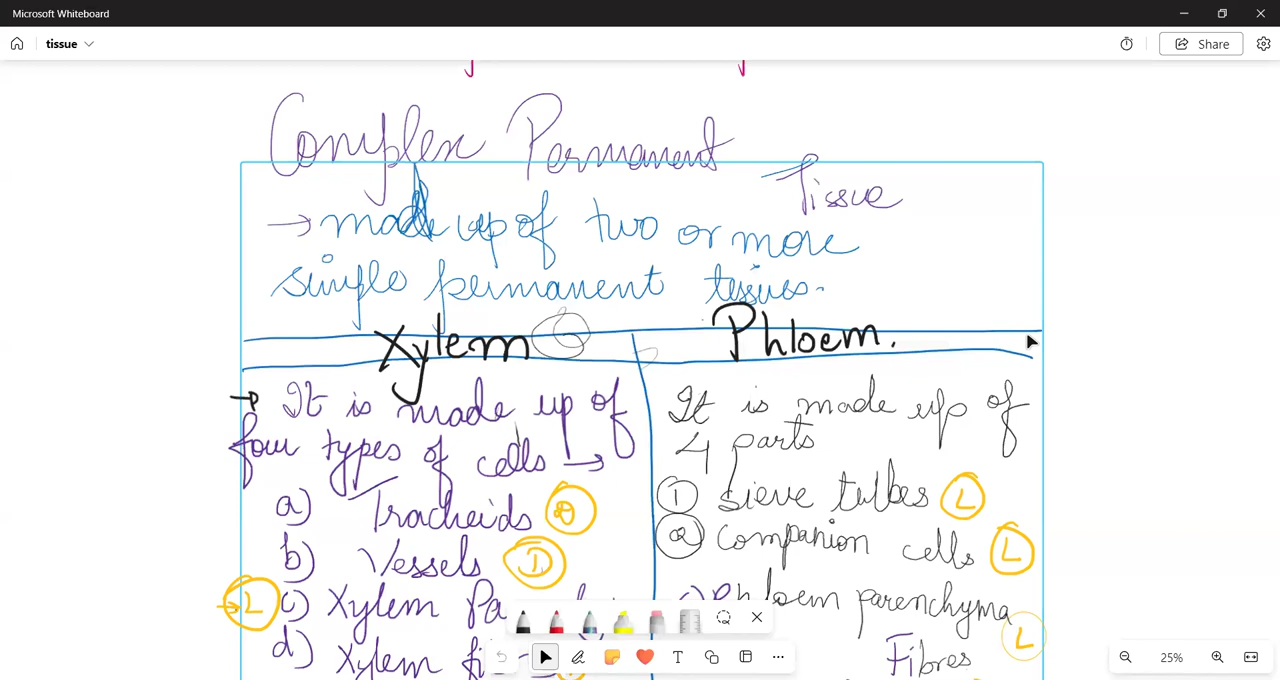 Microsoft Whiteboard
tissue
Share
Complex Permanent
Tissue
→ made up of two or more
simple permanent tissues.
Xylem
Phloem.
→ It is made up of
four types of cells →
a) Tracheids D
b) Vessels D
L c) Xylem
d) Xylem
It is made up of
4 parts
① Sieve tubes L
② Companion cells L
Phloem parenchyma L
Fibres
25%